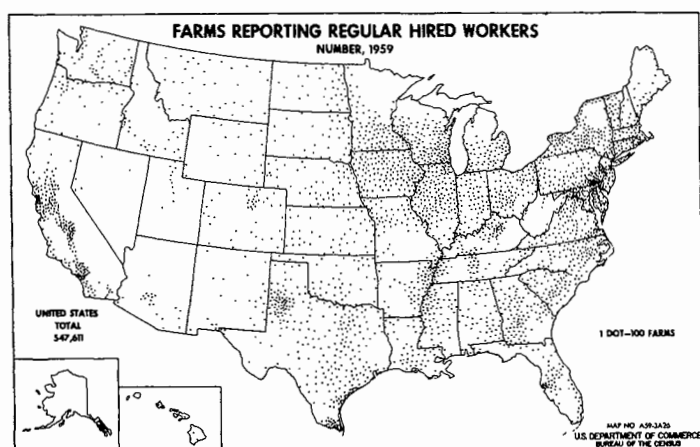 FARMS REPORTING REGULAR HIRED WORKERS
NUMBER, 1959
UNITED STATES
TOTAL
547,611
1 DOT—100 FARMS
MAP NO A59-3A26
U.S. DEPARTMENT OF COMMERCE
BUREAU OF THE CENSUS